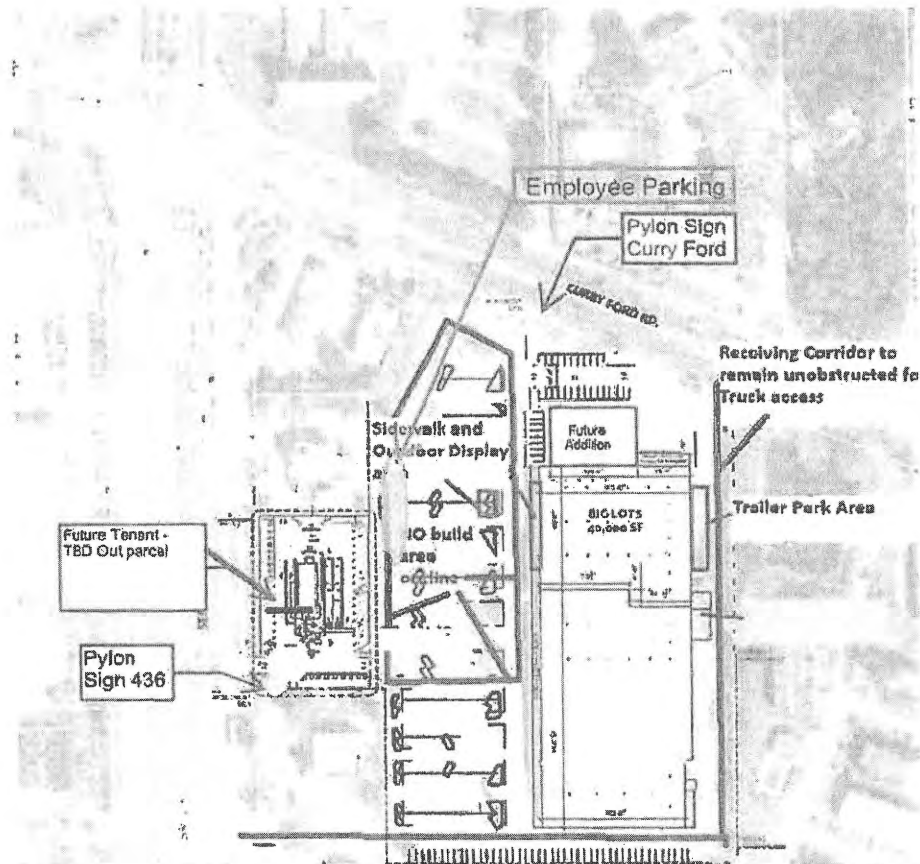 Employee Parking
Pylon Sign
Curry Ford
CURRY FORD RD.
Receiving Corridor to
remain unobstructed fo
Truck access
Sidewalk and
Outdoor Display
Future
Addition
BIGLOTS
40,000 SF
Trailer Park Area
NO build
area
Future Tenant -
TBD Out parcel
Pylon
Sign 436